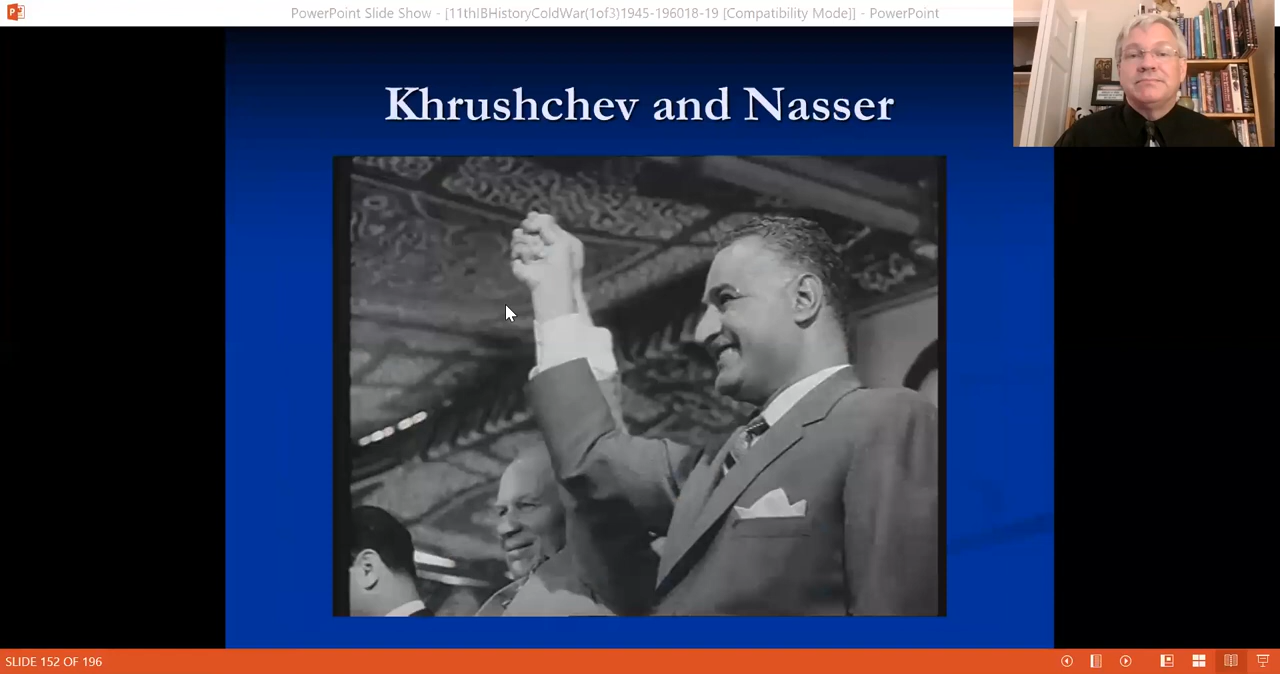 PowerPoint Slide Show - [11thIBHistoryColdWar(1of3)1945-196018-19 [Compatibility Mode]] - PowerPoint
Khrushchev and Nasser
SLIDE 152 OF 196